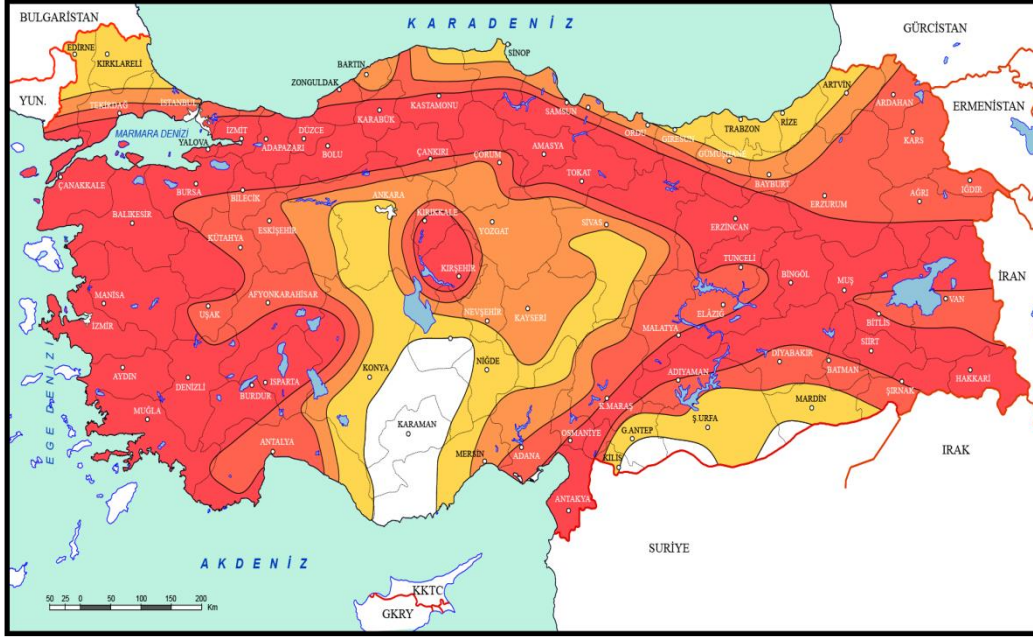 BULGARİSTAN
KARADENİZ
GÜRCİSTAN
EDİRNE
KIRKLARELİ
SİNOP
BARTIN
ZONGULDAK
ARTVİN
YUN.
TEKİRDAĞ
İSTANBUL
KASTAMONU
SAMSUN
ARDAHAN
ERMENİSTAN
MARMARA DENİZİ
İZMİT
DÜZCE
KARABÜK
ORDU
GİRESUN
TRABZON
RİZE
KARS
YALOVA
ADAPAZARI
BOLU
ÇANKIRI
ÇORUM
AMASYA
GÜMÜŞHANE
ÇANAKKALE
BURSA
BİLECİK
TOKAT
BAYBURT
ERZURUM
AĞRI
IĞDIR
BALIKESİR
ESKİŞEHİR
ANKARA
KIRIKKALE
YOZGAT
SİVAS
ERZİNCAN
KÜTAHYA
TUNCELİ
İRAN
MANİSA
UŞAK
AFYONKARAHİSAR
KIRŞEHİR
NEVŞEHİR
KAYSERİ
ELAZIĞ
BİNGÖL
MUŞ
VAN
İZMİR
MALATYA
BİTLİS
EGE DENİZİ
AYDIN
DENİZLİ
BURDUR
ISPARTA
KONYA
NİĞDE
ADIYAMAN
DİYABAKIR
BATMAN
SİİRT
HAKKARİ
ŞIRNAK
MUĞLA
ANTALYA
KARAMAN
MERSİN
ADANA
OSMANİYE
K.MARAŞ
G.ANTEP
Ş.URFA
MARDİN
KİLİS
IRAK
ANTAKYA
SURİYE
AKDENİZ
KKTC
GKRY
50 25 0 50 100 150 200
Km